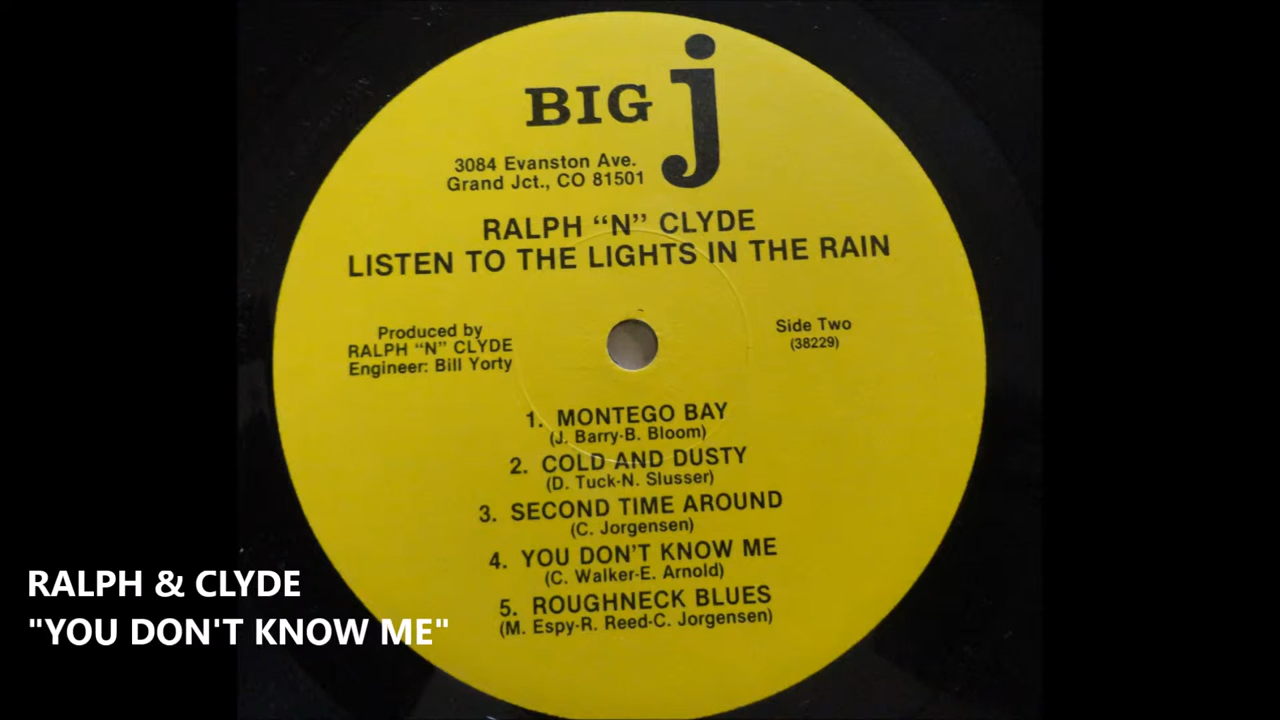 BIG j
3084 Evanston Ave.
Grand Jct., CO 81501
RALPH “N” CLYDE
LISTEN TO THE LIGHTS IN THE RAIN
Produced by
RALPH “N” CLYDE
Engineer: Bill Yorty
Side Two
(38229)
1. MONTEGO BAY
(J. Barry-B. Bloom)
2. COLD AND DUSTY
(D. Tuck-N. Slusser)
3. SECOND TIME AROUND
(C. Jorgensen)
4. YOU DON’T KNOW ME
(C. Walker-E. Arnold)
5. ROUGHNECK BLUES
(M. Espy-R. Reed-C. Jorgensen)
RALPH & CLYDE
"YOU DON'T KNOW ME"